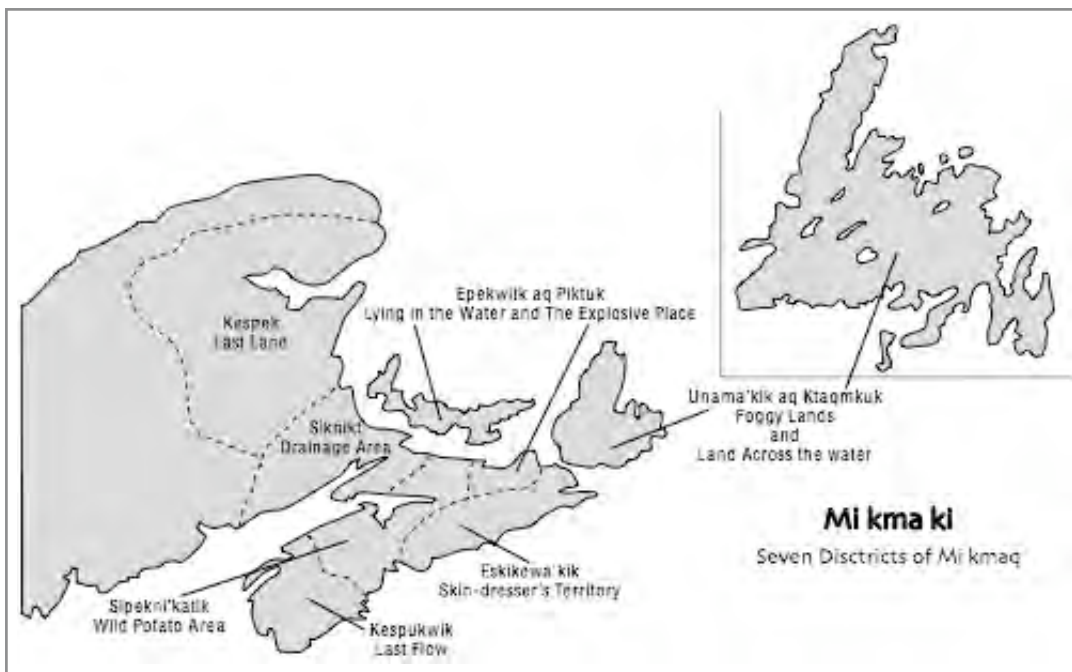 Kespek
Last Land
Epekwitk aq Piktuk
Lying in the Water and The Explosive Place
Siknikt
Drainage Area
Unama'kik aq Ktaqmkuk
Foggy Lands
and
Land Across the water
Mi kma ki
Seven Disctricts of Mi kmaq
Eskikewa'kik
Skin-dresser's Territory
Sipekni'katik
Wild Potato Area
Kespukwik
Last Flow